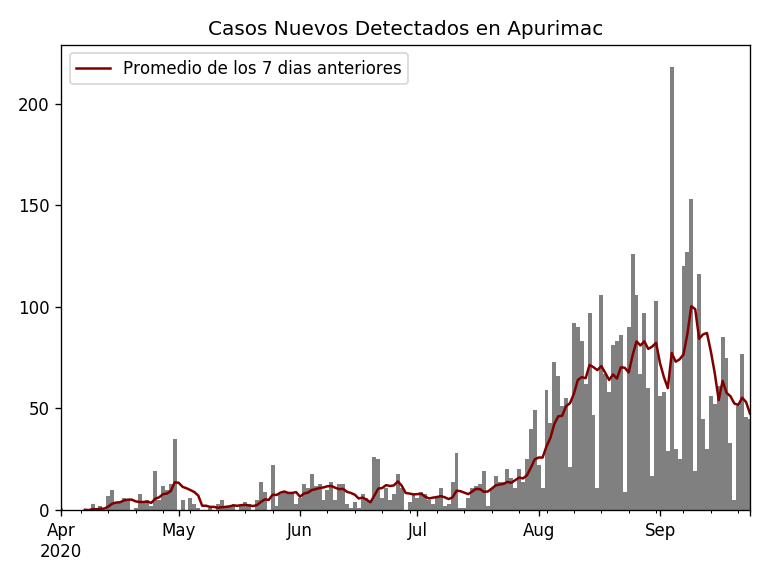 Casos Nuevos Detectados en Apurimac
Promedio de los 7 dias anteriores
200
150
100
50
0
Apr May Jun Jul Aug Sep
2020